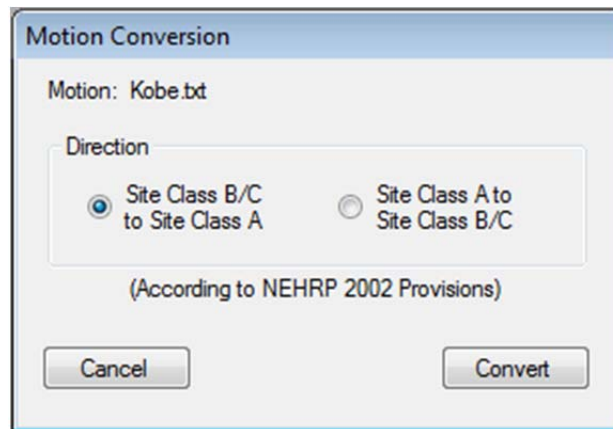 Motion Conversion
Motion: Kobe.txt
Direction
Site Class B/C
to Site Class A
Site Class A to
Site Class B/C
(According to NEHRP 2002 Provisions)
Cancel
Convert